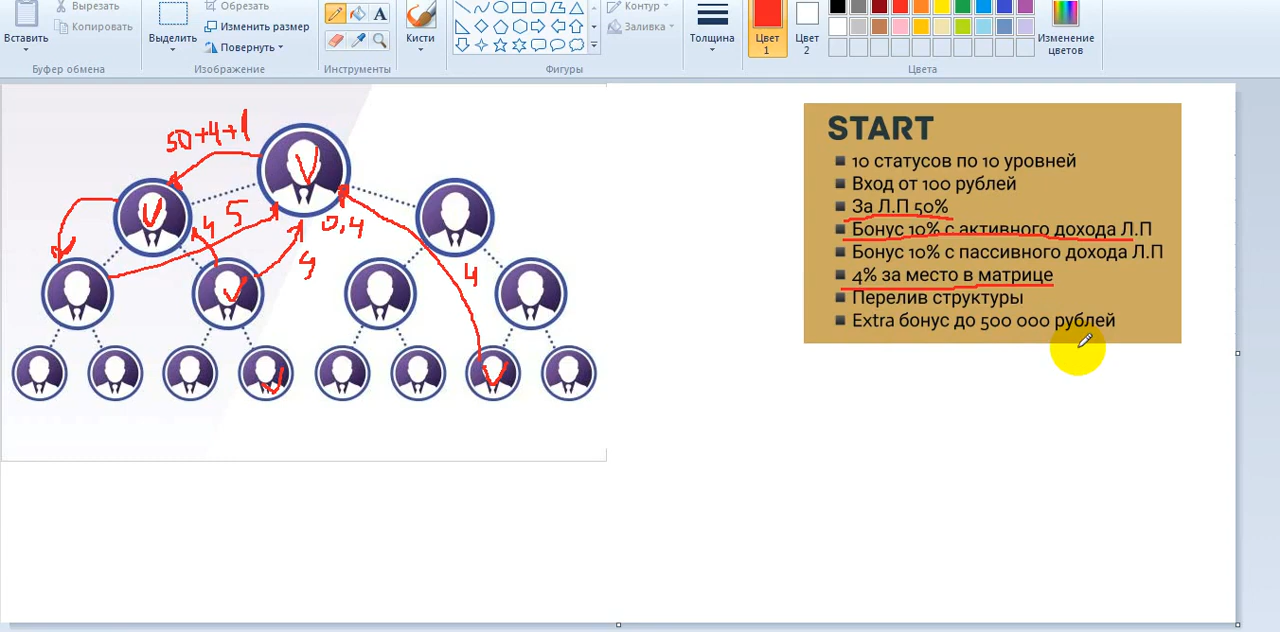 Вставить
Вырезать
Копировать
Буфер обмена
Выделить
Обрезать
Изменить размер
Повернуть
Изображение
A
Инструменты
Кисти
Контур
Заливка
Фигуры
Толщина
Цвет 1
Цвет 2
Изменение цветов
Цвета
50+4+1
4
5
5
0,4
4
START
10 статусов по 10 уровней
Вход от 100 рублей
За Л.П 50%
Бонус 10% с активного дохода Л.П
Бонус 10% с пассивного дохода Л.П
4% за место в матрице
Перелив структуры
Extra бонус до 500 000 рублей